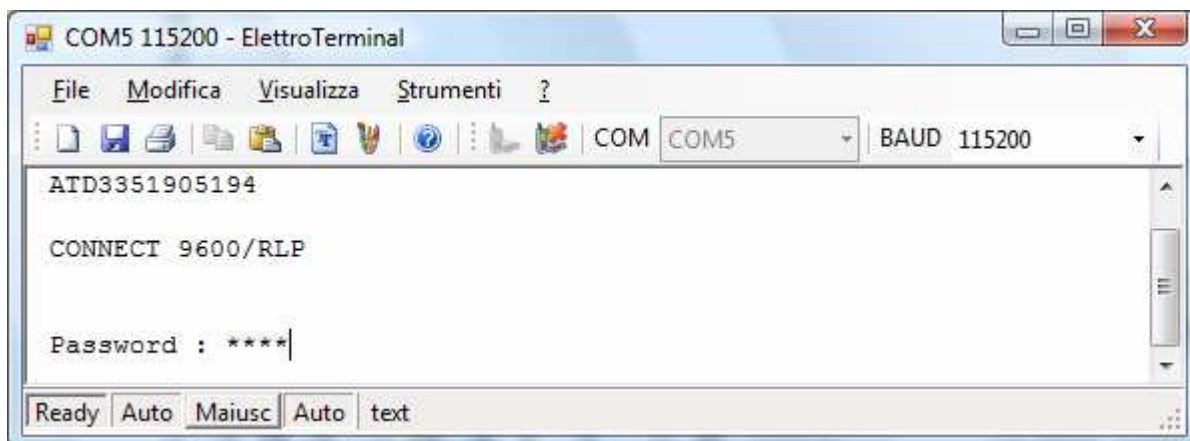 COM5 115200 - ElettroTerminal
File Modifica Visualizza Strumenti ?
COM COM5 BAUD 115200
ATD3351905194
CONNECT 9600/RLP
Password : ****
Ready Auto Maiusc Auto text